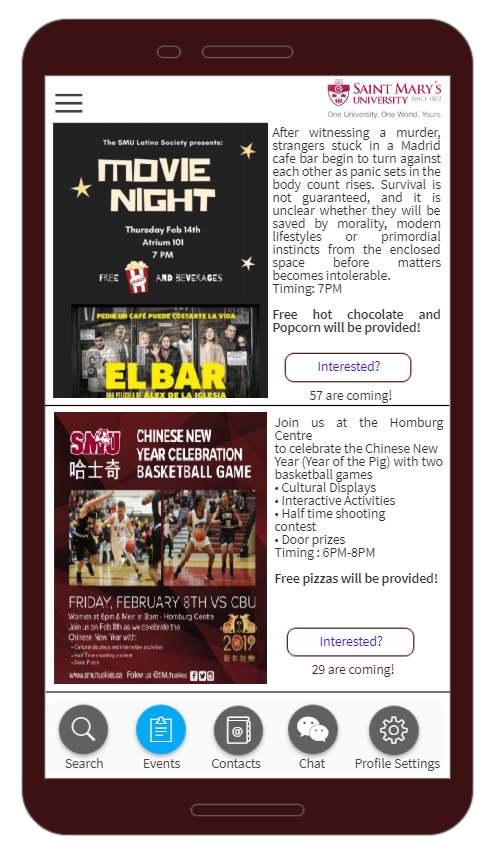 SAINT MARY'S
UNIVERSITY SINCE 1802
One University. One World. Yours.
The SMU Latino Society presents:
MOVIE
NIGHT
Thursday Feb 14th
Atrium 101
7 PM
FREE AND BEVERAGES
PEDIR UN CAFÉ PUEDE COSTARTE LA VIDA
EL BAR
UNA PELÍCULA DE ÁLEX DE LA IGLESIA
After witnessing a murder,
strangers stuck in a Madrid
cafe bar begin to turn against
each other as panic sets in the
body count rises. Survival is
not guaranteed, and it is
unclear whether they will be
saved by morality, modern
lifestyles or primordial
instincts from the enclosed
space before matters
becomes intolerable.
Timing: 7PM
Free hot chocolate and
Popcorn will be provided!
Interested?
57 are coming!
SMU
哈士奇
CHINESE NEW
YEAR CELEBRATION
BASKETBALL GAME
FRIDAY, FEBRUARY 8TH VS CBU
Women at 6pm & Men at 8pm - Homburg Centre
Join us on Feb 8th as we celebrate the
Chinese New Year with:
• Cultural displays and interactive activities
• Half Time shooting contest
• Door Prizes
2019
新年快樂
www.smuhuskies.ca Follow us @SMUhuskies
Join us at the Homburg
Centre
to celebrate the Chinese New
Year (Year of the Pig) with two
basketball games
• Cultural Displays
• Interactive Activities
• Half time shooting
contest
• Door prizes
Timing : 6PM-8PM
Free pizzas will be provided!
Interested?
29 are coming!
Search
Events
@
Contacts
Chat
Profile Settings